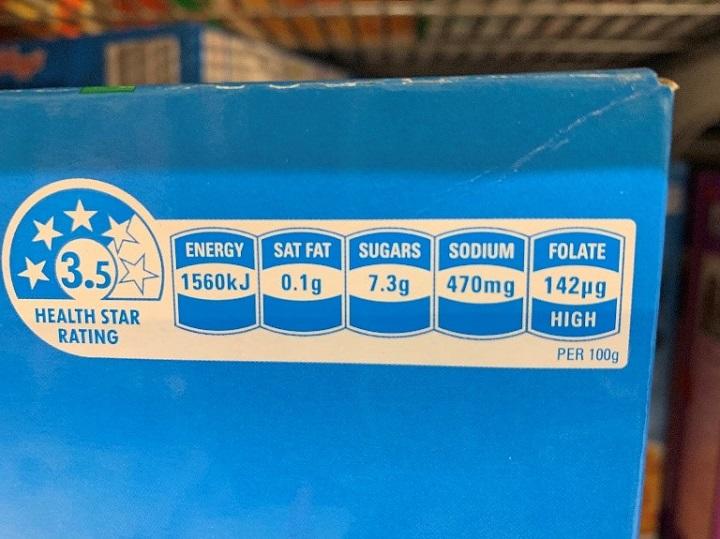 3.5
HEALTH STAR
RATING
ENERGY
1560kJ
SAT FAT
0.1g
SUGARS
7.3g
SODIUM
470mg
FOLATE
142µg
HIGH
PER 100g